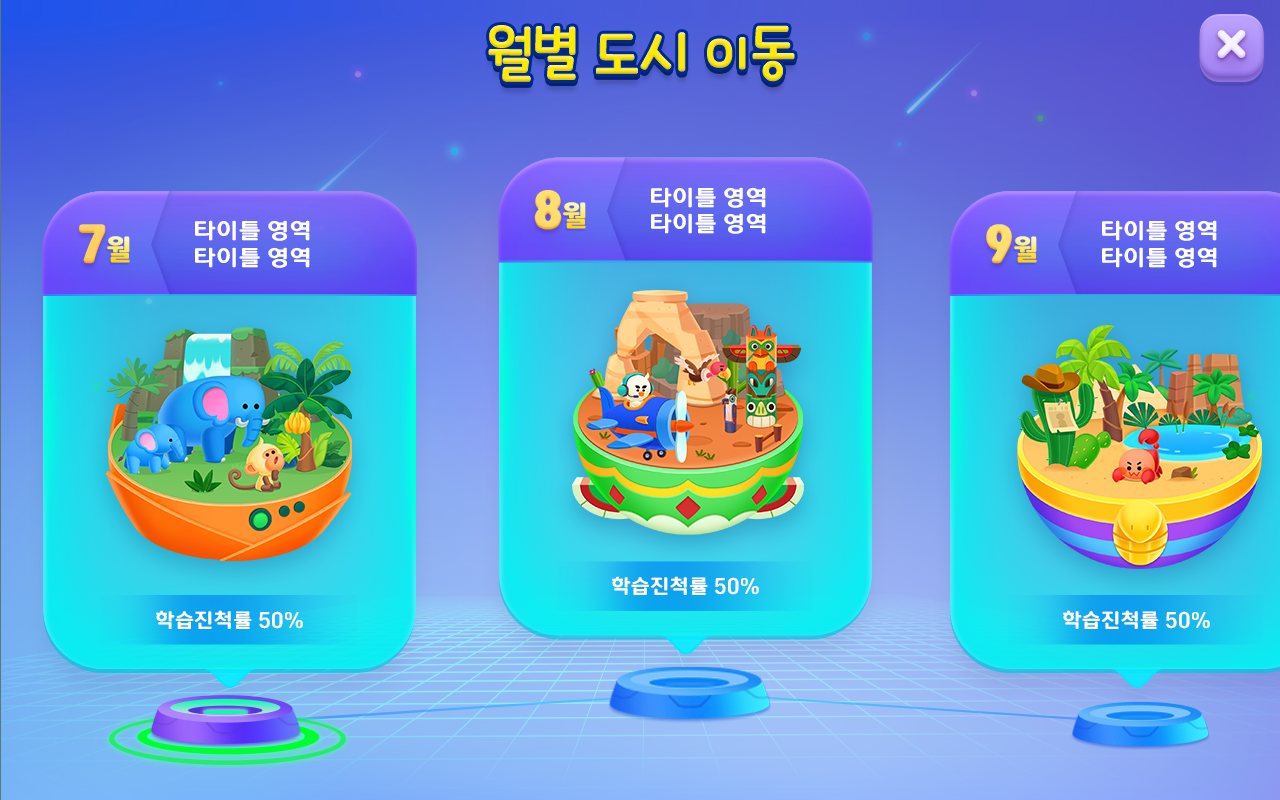 월별 도시 이동
7월
타이틀 영역
타이틀 영역
학습진척률 50%
8월
타이틀 영역
타이틀 영역
학습진척률 50%
9월
타이틀 영역
타이틀 영역
학습진척률 50%